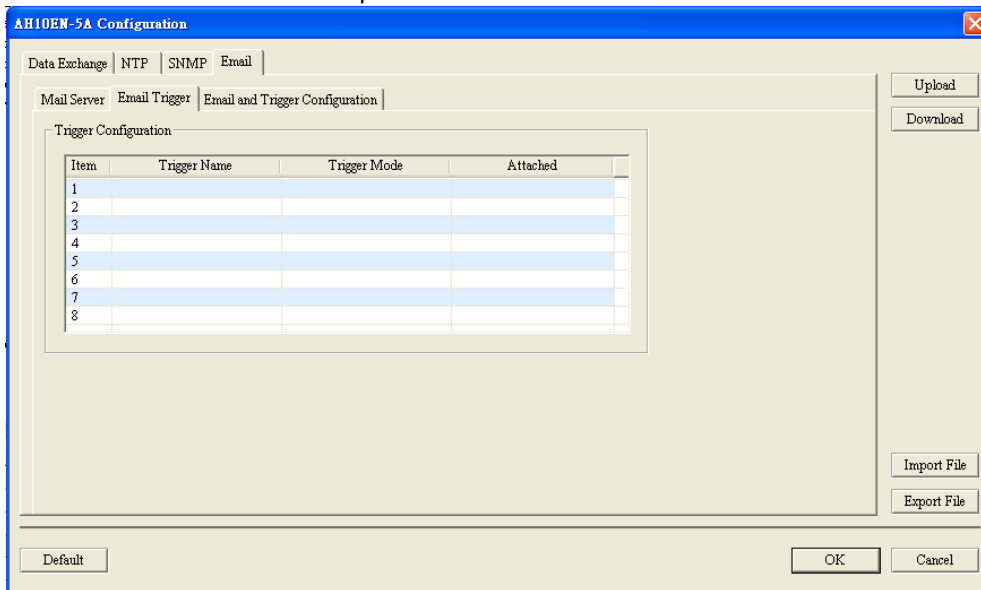 AH10EN-5A Configuration
Data Exchange NTP SNMP Email
Mail Server Email Trigger Email and Trigger Configuration
Upload
Download
Trigger Configuration
Item Trigger Name Trigger Mode Attached
1
2
3
4
5
6
7
8
Import File
Export File
Default OK Cancel